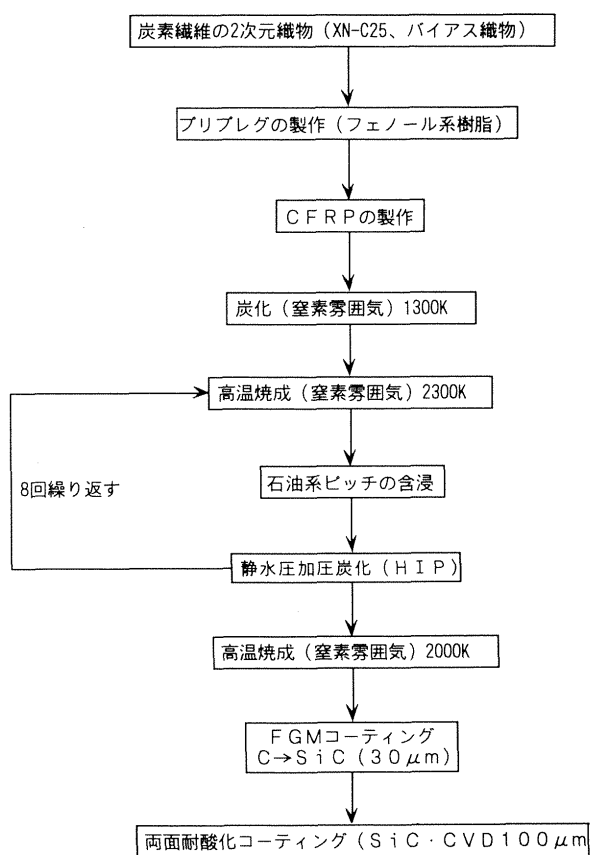 炭素繊維の2次元織物（XN-C25、バイアス織物）
プリプレグの製作（フェノール系樹脂）
ＣＦＲＰの製作
炭化（窒素雰囲気）1300K
高温焼成（窒素雰囲気）2300K
8回繰り返す
石油系ピッチの含浸
静水圧加圧炭化（ＨＩＰ）
高温焼成（窒素雰囲気）2000K
ＦＧＭコーティング
Ｃ→ＳｉＣ（３０μｍ）
両面耐酸化コーティング（ＳｉＣ・ＣＶＤ１００μｍ